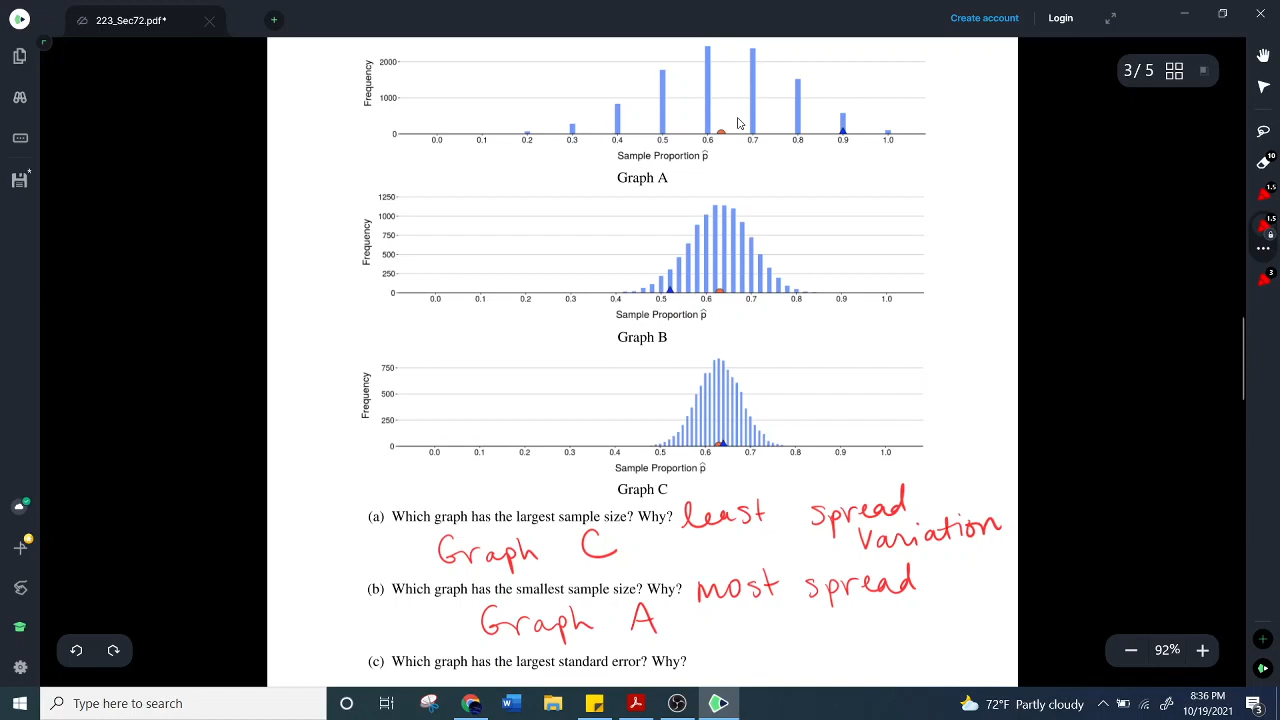 223_Sec72.pdf*
Create account
Login
3/5
Frequency
2000
1000
0
0.0 0.1 0.2 0.3 0.4 0.5 0.6 0.7 0.8 0.9 1.0
Sample Proportion p̂
Graph A
Frequency
1250
1000
750
500
250
0
0.0 0.1 0.2 0.3 0.4 0.5 0.6 0.7 0.8 0.9 1.0
Sample Proportion p̂
Graph B
Frequency
750
500
250
0
0.0 0.1 0.2 0.3 0.4 0.5 0.6 0.7 0.8 0.9 1.0
Sample Proportion p̂
Graph C
(a) Which graph has the largest sample size? Why? least spread
variation
Graph C
(b) Which graph has the smallest sample size? Why? most spread
Graph A
(c) Which graph has the largest standard error? Why?
10
1.5
1.5
3
92%
Type here to search
72°F Mostly cloudy
8:36 PM
10/19/2021